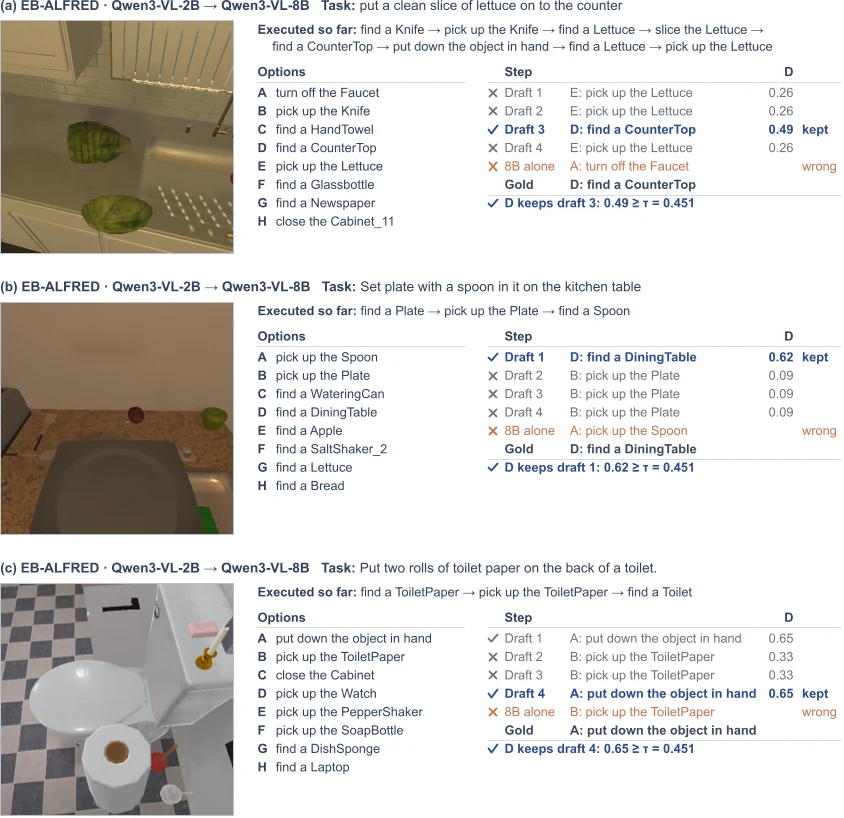 (a) EB-ALFRED · Qwen3-VL-2B → Qwen3-VL-8B Task: put a clean slice of lettuce on to the counter
Executed so far: find a Knife → pick up the Knife → find a Lettuce → slice the Lettuce →
find a CounterTop → put down the object in hand → find a Lettuce → pick up the Lettuce
Options Step D
A turn off the Faucet ✕ Draft 1 E: pick up the Lettuce 0.26
B pick up the Knife ✕ Draft 2 E: pick up the Lettuce 0.26
C find a HandTowel ✓ Draft 3 D: find a CounterTop 0.49 kept
D find a CounterTop ✕ Draft 4 E: pick up the Lettuce 0.26
E pick up the Lettuce ✕ 8B alone A: turn off the Faucet wrong
F find a Glassbottle Gold D: find a CounterTop
G find a Newspaper ✓ D keeps draft 3: 0.49 ≥ τ = 0.451
H close the Cabinet_11
(b) EB-ALFRED · Qwen3-VL-2B → Qwen3-VL-8B Task: Set plate with a spoon in it on the kitchen table
Executed so far: find a Plate → pick up the Plate → find a Spoon
Options Step D
A pick up the Spoon ✓ Draft 1 D: find a DiningTable 0.62 kept
B pick up the Plate ✕ Draft 2 B: pick up the Plate 0.09
C find a WateringCan ✕ Draft 3 B: pick up the Plate 0.09
D find a DiningTable ✕ Draft 4 B: pick up the Plate 0.09
E find a Apple ✕ 8B alone A: pick up the Spoon wrong
F find a SaltShaker_2 Gold D: find a DiningTable
G find a Lettuce ✓ D keeps draft 1: 0.62 ≥ τ = 0.451
H find a Bread
(c) EB-ALFRED · Qwen3-VL-2B → Qwen3-VL-8B Task: Put two rolls of toilet paper on the back of a toilet.
Executed so far: find a ToiletPaper → pick up the ToiletPaper → find a Toilet
Options Step D
A put down the object in hand ✓ Draft 1 A: put down the object in hand 0.65
B pick up the ToiletPaper ✕ Draft 2 B: pick up the ToiletPaper 0.33
C close the Cabinet ✕ Draft 3 B: pick up the ToiletPaper 0.33
D pick up the Watch ✓ Draft 4 A: put down the object in hand 0.65 kept
E pick up the PepperShaker ✕ 8B alone B: pick up the ToiletPaper wrong
F pick up the SoapBottle Gold A: put down the object in hand
G find a DishSponge ✓ D keeps draft 4: 0.65 ≥ τ = 0.451
H find a Laptop